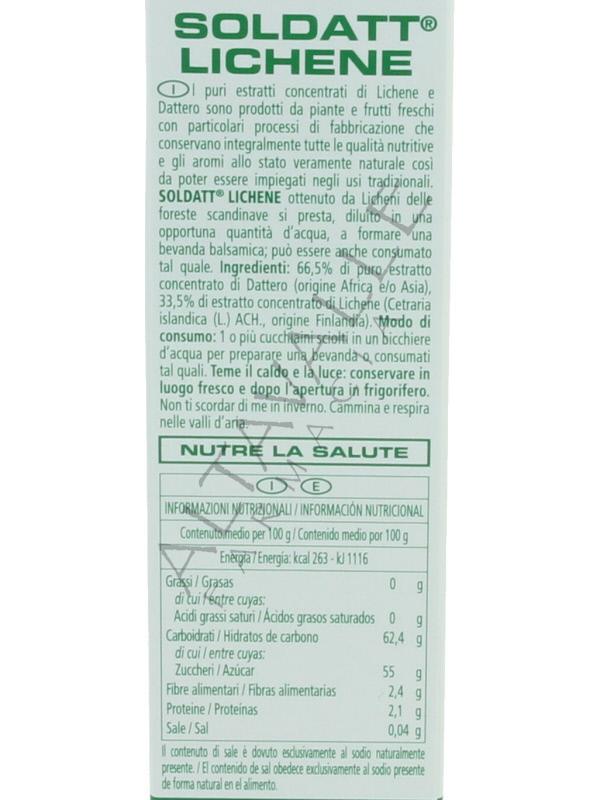 SOLDATT®
LICHENE
I I puri estratti concentrati di Lichene e
Dattero sono prodotti da piante e frutti freschi
con particolari processi di fabbricazione che
conservano integralmente tutte le qualità nutritive
e gli aromi allo stato veramente naturale così
da poter essere impiegati negli usi tradizionali.
SOLDATT® LICHENE ottenuto da Licheni delle
foreste scandinave si presta, diluito in una
opportuna quantità d'acqua, a formare una
bevanda balsamica; può essere anche consumato
tal quale. Ingredienti: 66,5% di puro estratto
concentrato di Dattero (origine Africa e/o Asia),
33,5% di estratto concentrato di Lichene (Cetraria
islandica (L.) ACH., origine Finlandia). Modo di
consumo: 1 o più cucchiaini sciolti in un bicchiere
d'acqua per preparare una bevanda o consumati
tal quali. Teme il caldo e la luce: conservare in
luogo fresco e dopo l'apertura in frigorifero.
Non ti scordar di me in inverno. Cammina e respira
nelle valli d'aria.
NUTRE LA SALUTE
I E
INFORMAZIONI NUTRIZIONALI / INFORMACIÓN NUTRICIONAL
Contenuto medio per 100 g / Contenido medio por 100 g
Energia / Energía: kcal 263 - kJ 1116
Grassi / Grasas 0 g
di cui / entre cuyas:
Acidi grassi saturi / Ácidos grasos saturados 0 g
Carboidrati / Hidratos de carbono 62,4 g
di cui / entre cuyas:
Zuccheri / Azúcar 55 g
Fibre alimentari / Fibras alimentarias 2,4 g
Proteine / Proteínas 2,1 g
Sale / Sal 0,04 g
Il contenuto di sale è dovuto esclusivamente al sodio naturalmente
presente. / El contenido de sal obedece exclusivamente al sodio presente
de forma natural en el alimento.
ALTAVALLE
FARMACIA